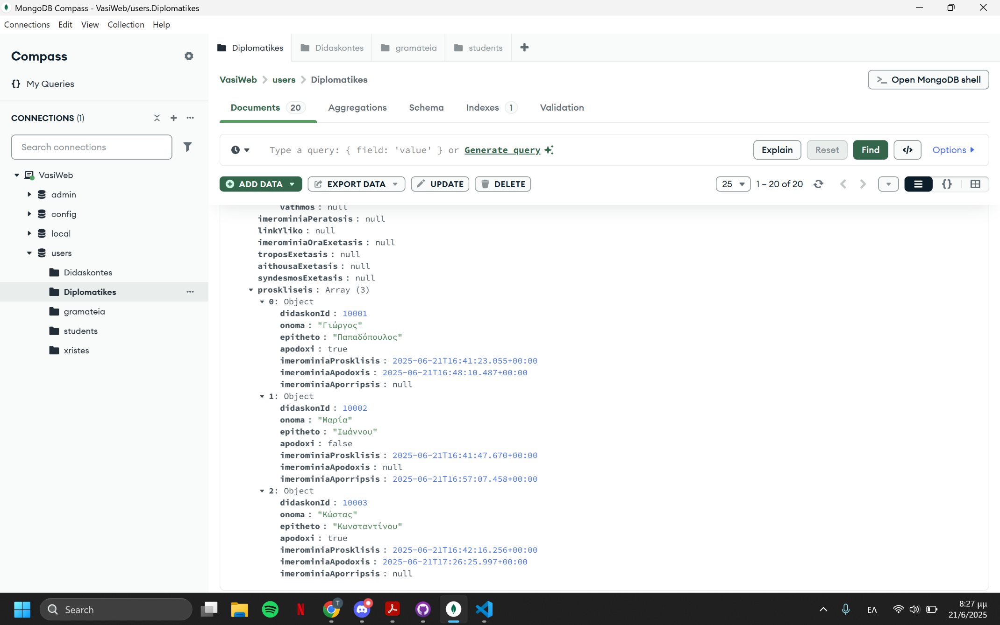 MongoDB Compass - VasiWeb/users.Diplomatikes
Connections Edit View Collection Help
Compass
{} My Queries
CONNECTIONS (1)
Search connections
VasiWeb
admin
config
local
users
Didaskontes
Diplomatikes
gramateia
students
xristes
Diplomatikes Didaskontes gramateia students
VasiWeb > users > Diplomatikes
>_ Open MongoDB shell
Documents 20 Aggregations Schema Indexes 1 Validation
Type a query: { field: 'value' } or Generate query
Explain Reset Find </> Options
ADD DATA EXPORT DATA UPDATE DELETE
25 1 – 20 of 20 {}
vathmos : null
imerominiaPeratosis : null
linkYliko : null
imerominiaOraExetasis : null
troposExetasis : null
aithousaExetasis : null
syndesmosExetasis : null
proskliseis : Array (3)
0: Object
didaskonId : 10001
onoma : "Γιώργος"
epitheto : "Παπαδόπουλος"
apodoxi : true
imerominiaProsklisis : 2025-06-21T16:41:23.055+00:00
imerominiaApodoxis : 2025-06-21T16:48:10.487+00:00
imerominiaAporripsis : null
1: Object
didaskonId : 10002
onoma : "Μαρία"
epitheto : "Ιωάννου"
apodoxi : false
imerominiaProsklisis : 2025-06-21T16:41:47.670+00:00
imerominiaApodoxis : null
imerominiaAporripsis : 2025-06-21T16:57:07.458+00:00
2: Object
didaskonId : 10003
onoma : "Κώστας"
epitheto : "Κωνσταντίνου"
apodoxi : true
imerominiaProsklisis : 2025-06-21T16:42:16.256+00:00
imerominiaApodoxis : 2025-06-21T17:26:25.997+00:00
imerominiaAporripsis : null
Search
T
ΕΛ
8:27 μμ
21/6/2025